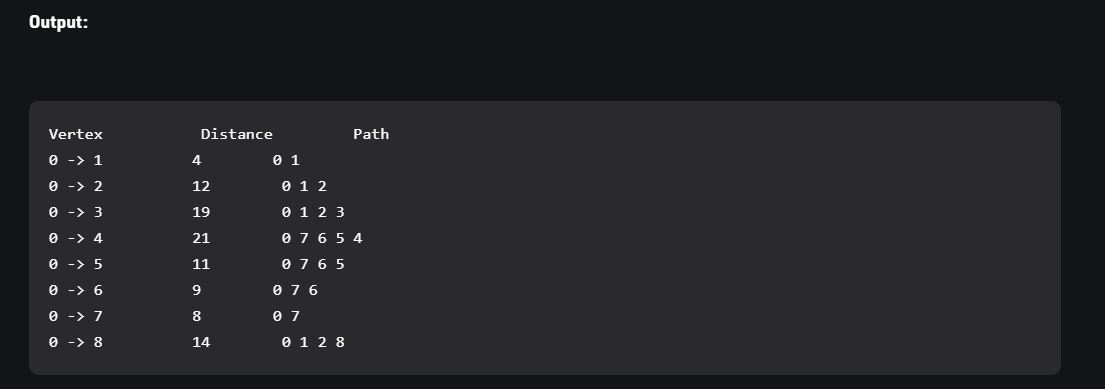 Output:
Vertex Distance Path
0 -> 1 4 0 1
0 -> 2 12 0 1 2
0 -> 3 19 0 1 2 3
0 -> 4 21 0 7 6 5 4
0 -> 5 11 0 7 6 5
0 -> 6 9 0 7 6
0 -> 7 8 0 7
0 -> 8 14 0 1 2 8